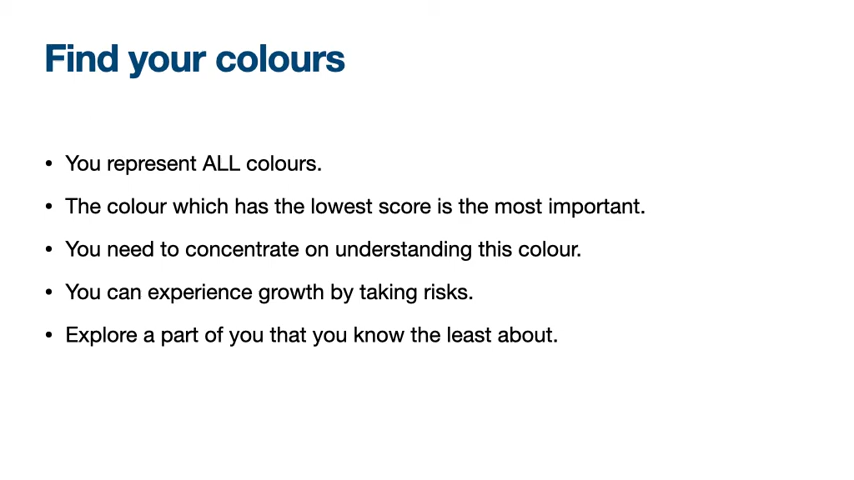 Find your colours
• You represent ALL colours.
• The colour which has the lowest score is the most important.
• You need to concentrate on understanding this colour.
• You can experience growth by taking risks.
• Explore a part of you that you know the least about.